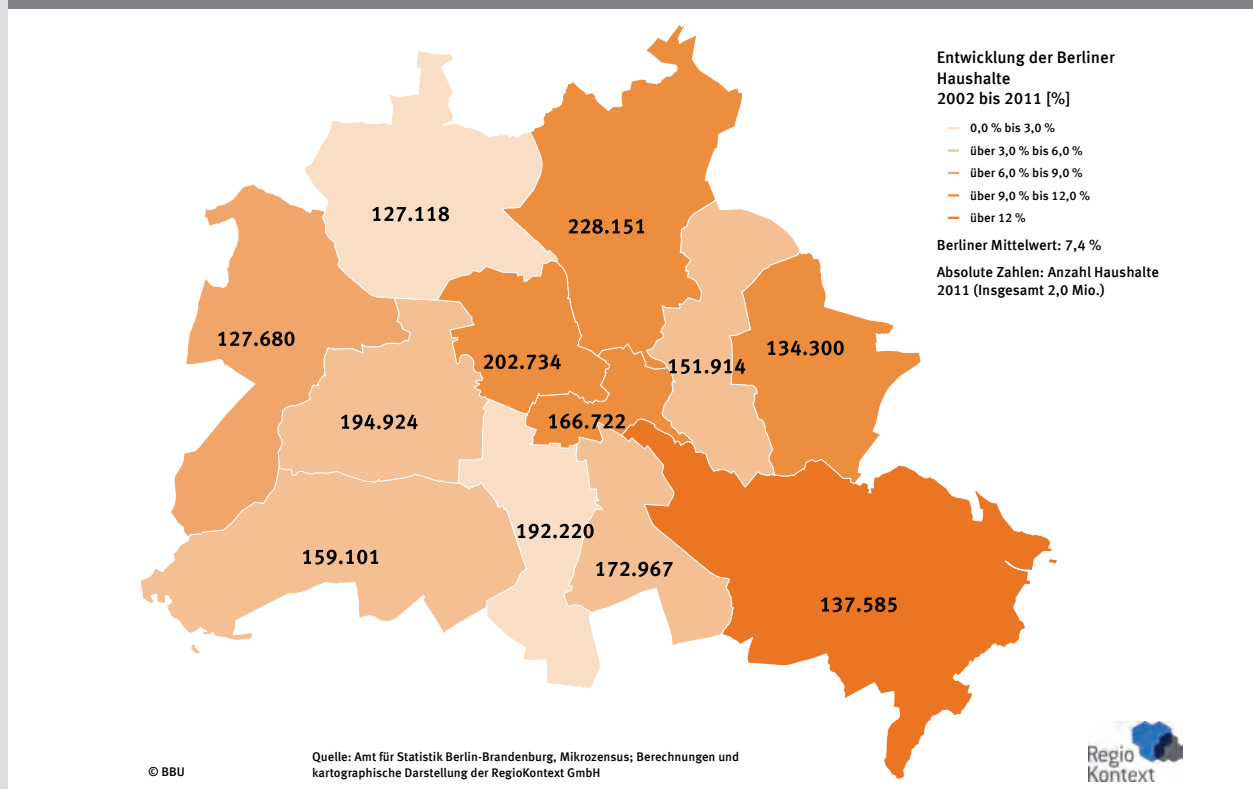 Entwicklung der Berliner
Haushalte
2002 bis 2011 [%]
0,0 % bis 3,0 %
über 3,0 % bis 6,0 %
über 6,0 % bis 9,0 %
über 9,0 % bis 12,0 %
über 12 %
Berliner Mittelwert: 7,4 %
Absolute Zahlen: Anzahl Haushalte
2011 (Insgesamt 2,0 Mio.)
127.118
228.151
127.680
202.734
151.914
134.300
194.924
166.722
192.220
159.101
172.967
137.585
© BBU
Quelle: Amt für Statistik Berlin-Brandenburg, Mikrozensus; Berechnungen und
kartographische Darstellung der RegioKontext GmbH
Regio
Kontext